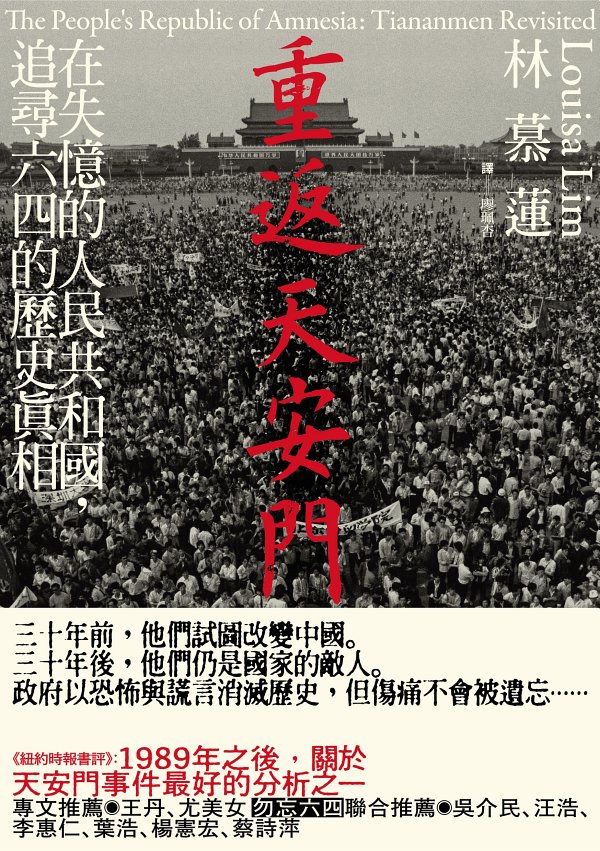 The People's Republic of Amnesia: Tiananmen Revisited
重返天安門
Louisa Lim
林慕蓮
譯 廖珮杏
在失憶的人民共和國，
追尋六四的歷史真相
三十年前，他們試圖改變中國。
三十年後，他們仍是國家的敵人。
政府以恐怖與謊言消滅歷史，但傷痛不會被遺忘⋯⋯
《紐約時報書評》：1989年之後，關於
天安門事件最好的分析之一
專文推薦◉王丹、尤美女 勿忘六四聯合推薦◉吳介民、汪浩、
李惠仁、葉浩、楊憲宏、蔡詩萍